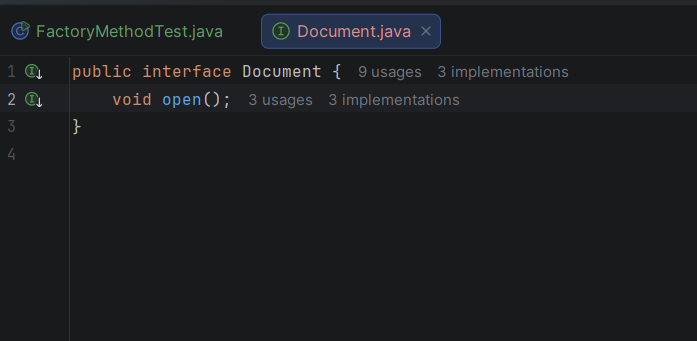 FactoryMethodTest.java Document.java
1 public interface Document { 9 usages 3 implementations
2 void open(); 3 usages 3 implementations
3 }
4